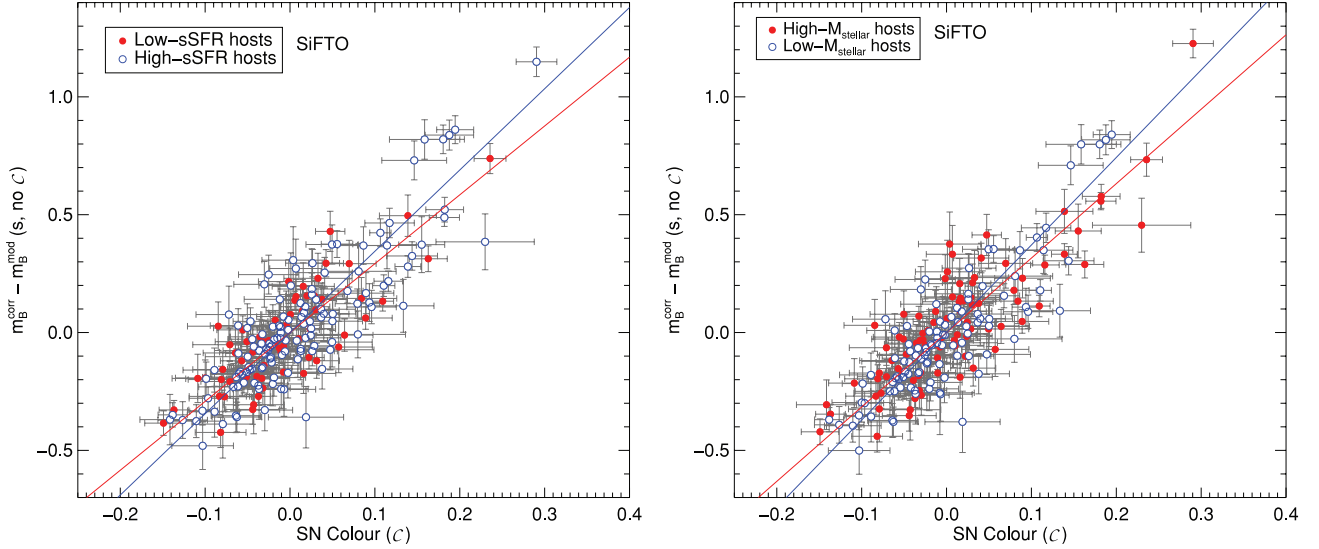 Low−sSFR hosts
High−sSFR hosts
SiFTO
1.0
0.5
0.0
−0.5
m_B^corr − m_B^mod (s, no C)
−0.2 −0.1 0.0 0.1 0.2 0.3 0.4
SN Colour (C)
High−M_stellar hosts
Low−M_stellar hosts
SiFTO
1.0
0.5
0.0
−0.5
m_B^corr − m_B^mod (s, no C)
−0.2 −0.1 0.0 0.1 0.2 0.3 0.4
SN Colour (C)